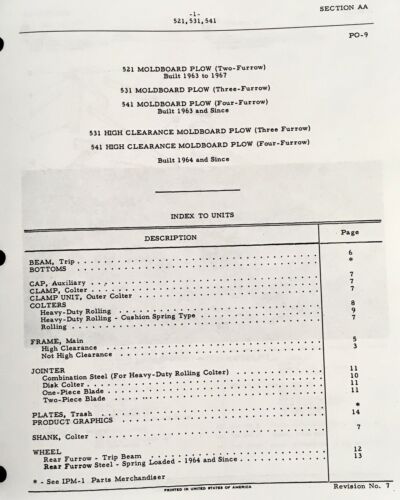 -1-
SECTION AA
521,531,541
PO-9
521 MOLDBOARD PLOW (Two-Furrow)
Built 1963 to 1967
531 MOLDBOARD PLOW (Three-Furrow)
541 MOLDBOARD PLOW (Four-Furrow)
Built 1963 and Since
531 HIGH CLEARANCE MOLDBOARD PLOW (Three Furrow)
541 HIGH CLEARANCE MOLDBOARD PLOW (Four-Furrow)
Built 1964 and Since
INDEX TO UNITS
DESCRIPTION Page
BEAM, Trip 6
BOTTOMS *
CAP, Auxiliary 7
CLAMP, Colter 7
CLAMP UNIT, Outer Colter 7
COLTERS
Heavy-Duty Rolling 8
Heavy-Duty Rolling - Cushion Spring Type 9
Rolling 7
FRAME, Main
High Clearance 5
Not High Clearance 3
JOINTER
Combination Steel (For Heavy-Duty Rolling Colter) 11
Disk Colter 10
One-Piece Blade 11
Two-Piece Blade 11
PLATES, Trash *
PRODUCT GRAPHICS 14
SHANK, Colter 7
WHEEL
Rear Furrow - Trip Beam 12
Rear Furrow Steel - Spring Loaded - 1964 and Since 13
* - See IPM-1 Parts Merchandiser
PRINTED IN UNITED STATES OF AMERICA
Revision No. 7